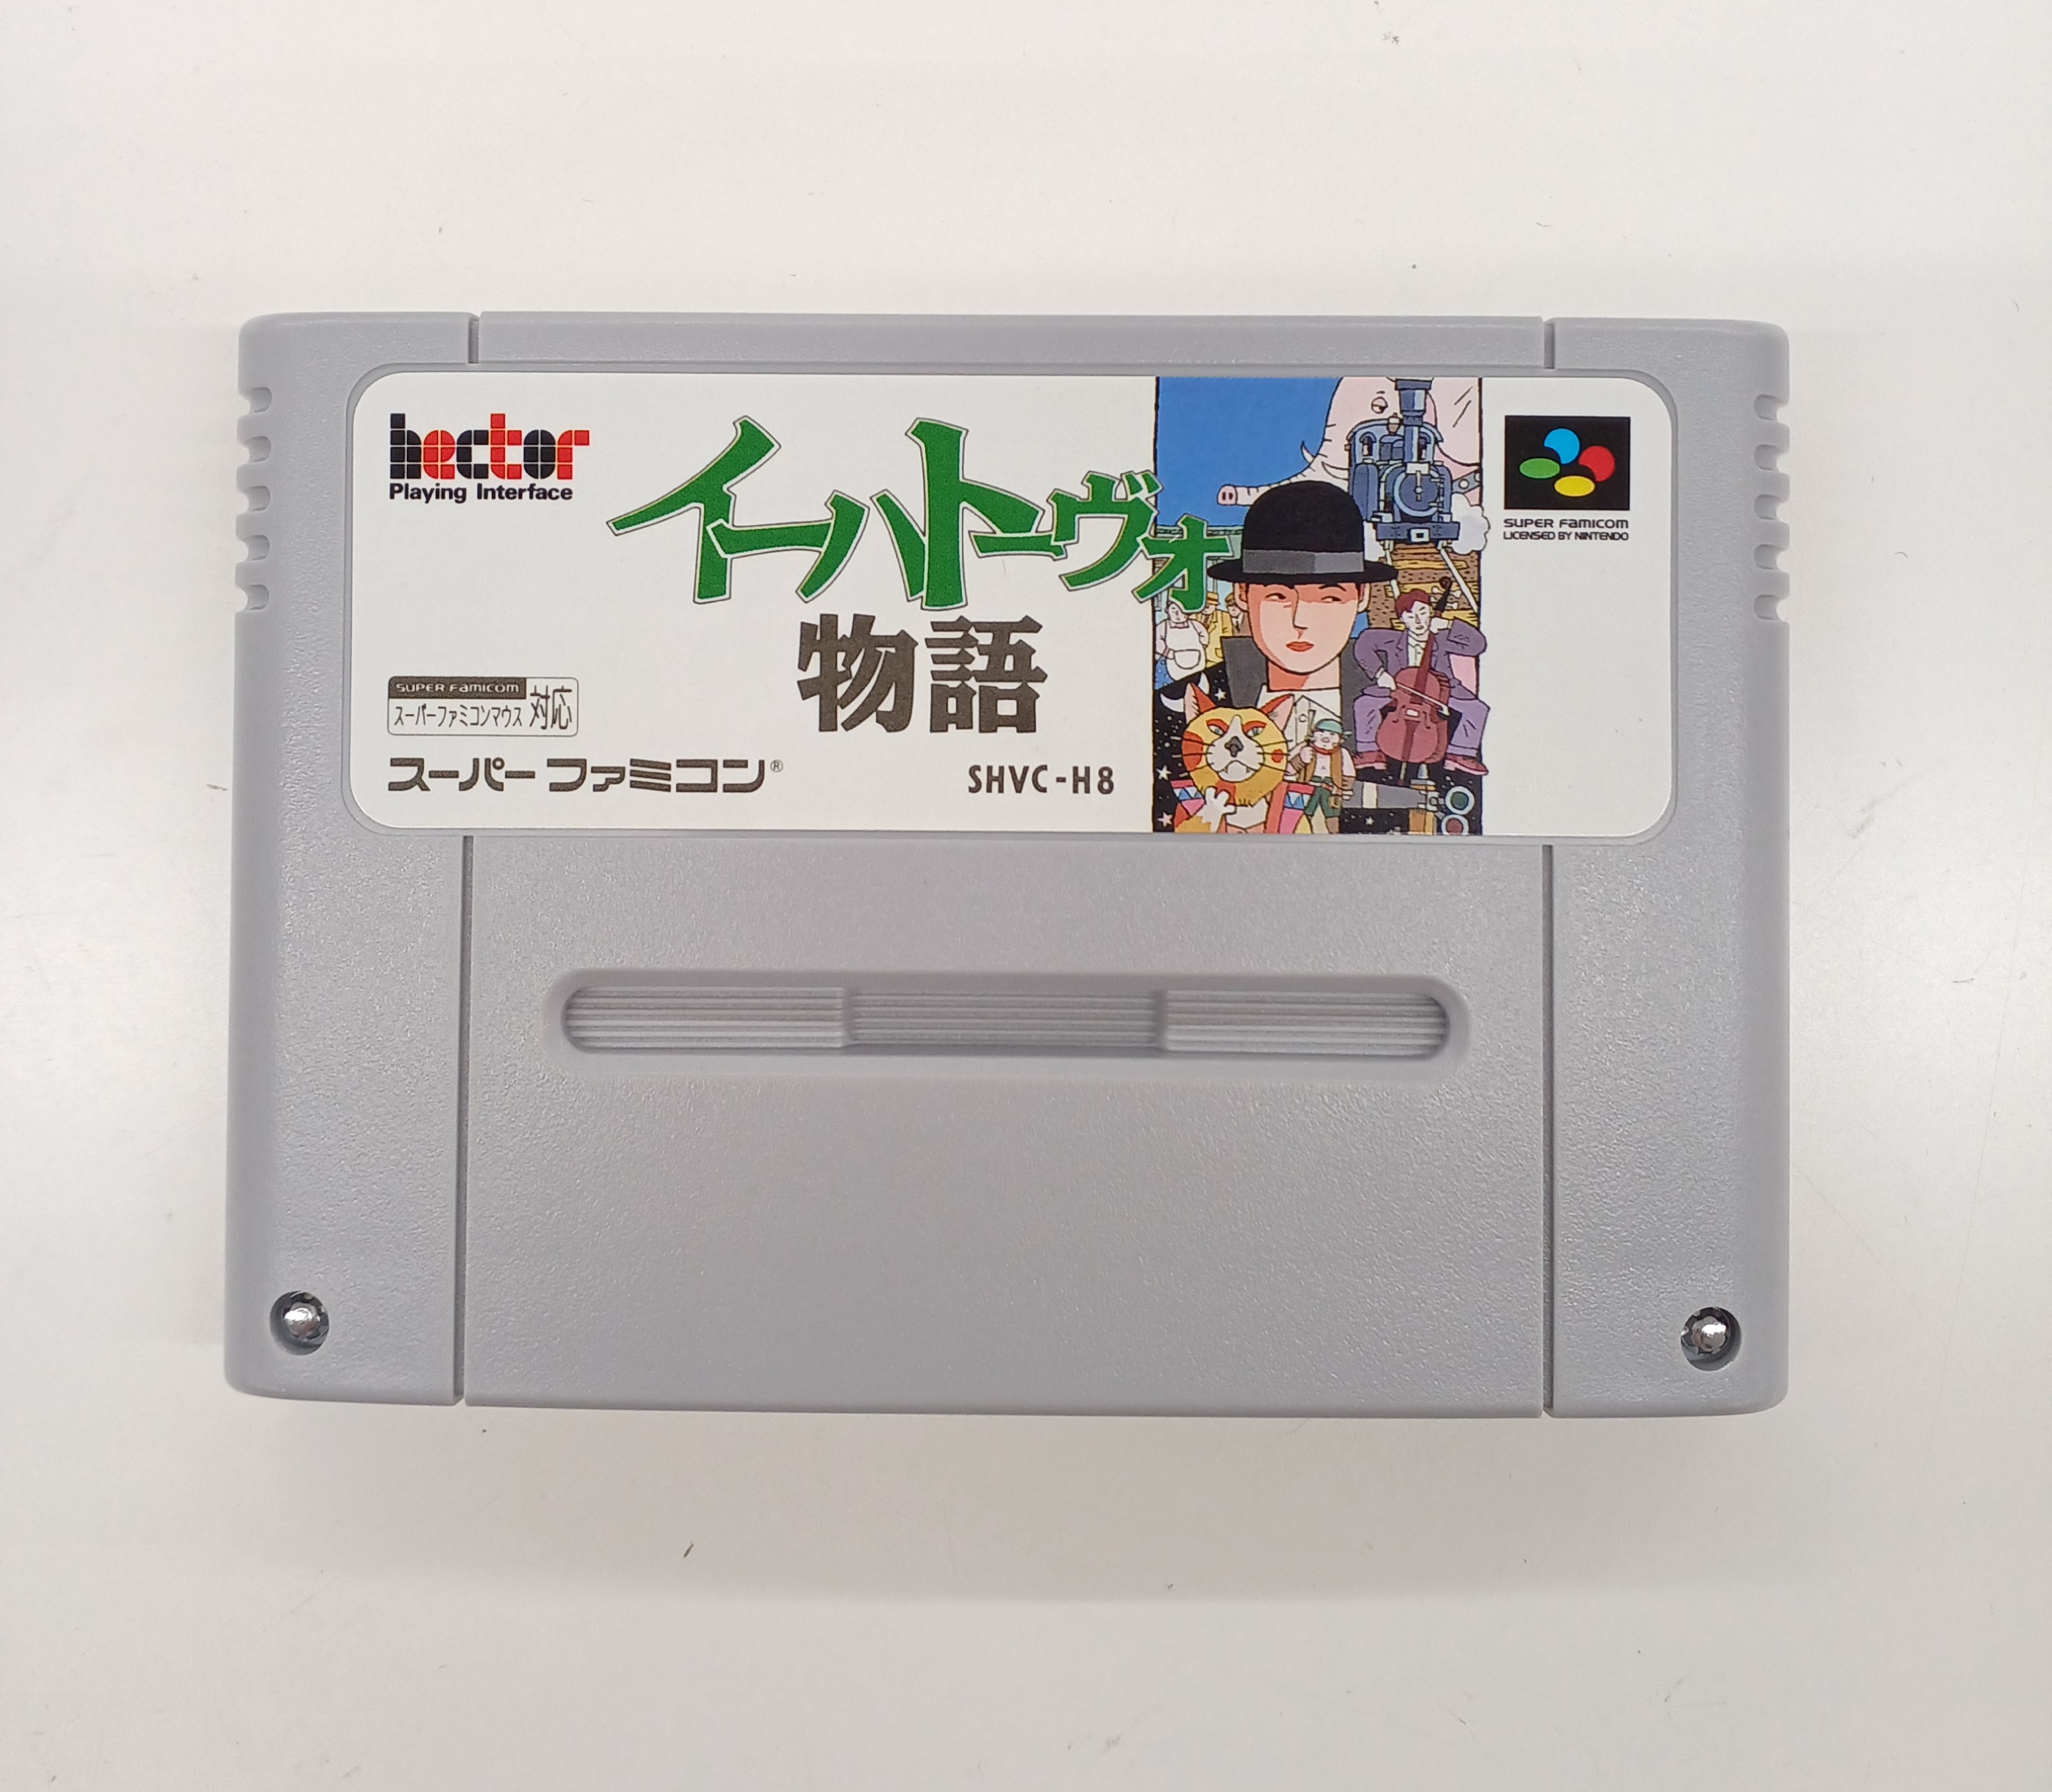 hector
Playing Interface
イーハトーヴォ
物語
SUPER FAMICOM
LICENSED BY NINTENDO
SUPER FAMICOM
スーパーファミコンマウス 対応
スーパーファミコン®
SHVC-H8